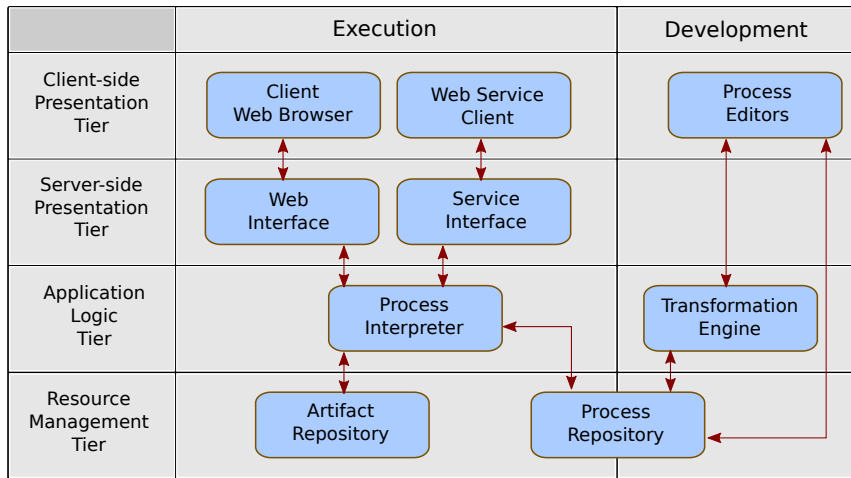 Execution
Development
Client-side
Presentation
Tier
Client
Web Browser
Web Service
Client
Process
Editors
Server-side
Presentation
Tier
Web
Interface
Service
Interface
Application
Logic
Tier
Process
Interpreter
Transformation
Engine
Resource
Management
Tier
Artifact
Repository
Process
Repository